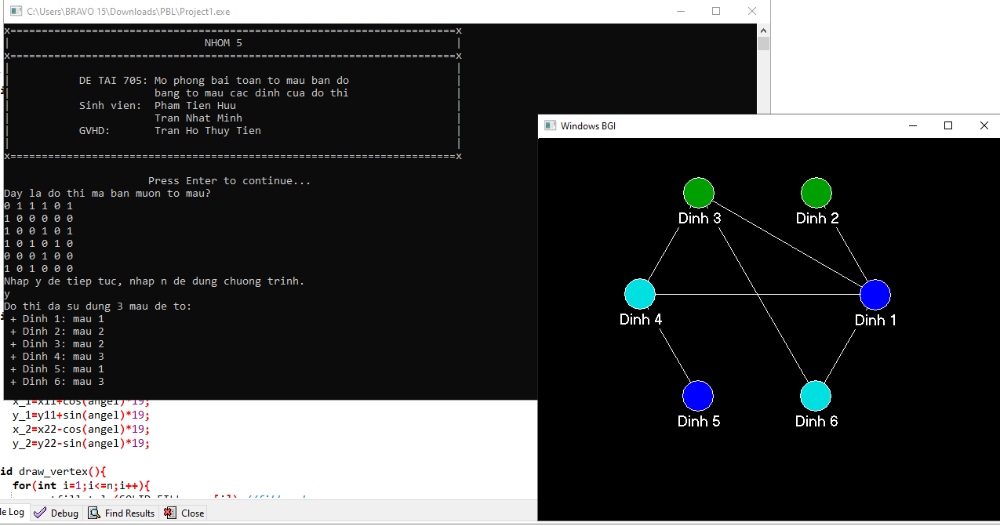 C:\Users\BRAVO 15\Downloads\PBL\Project1.exe
x=======================================================================x
| NHOM 5 |
x=======================================================================x
DE TAI 705: Mo phong bai toan to mau ban do
bang to mau cac dinh cua do thi
Sinh vien: Pham Tien Huu
Tran Nhat Minh
GVHD: Tran Ho Thuy Tien
x=======================================================================x
Press Enter to continue...
Day la do thi ma ban muon to mau?
0 1 1 1 0 1
1 0 0 0 0 0
1 0 0 1 0 1
1 0 1 0 1 0
0 0 0 1 0 0
1 0 1 0 0 0
Nhap y de tiep tuc, nhap n de dung chuong trinh.
y
Do thi da su dung 3 mau de to:
+ Dinh 1: mau 1
+ Dinh 2: mau 2
+ Dinh 3: mau 2
+ Dinh 4: mau 3
+ Dinh 5: mau 1
+ Dinh 6: mau 3
x_1=x11+cos(angel)*19;
y_1=y11+sin(angel)*19;
x_2=x22-cos(angel)*19;
y_2=y22-sin(angel)*19;
id draw_vertex(){
for(int i=1;i<=n;i++){
le Log
Debug
Find Results
Close
Windows BGI
Dinh 3
Dinh 2
Dinh 4
Dinh 1
Dinh 5
Dinh 6